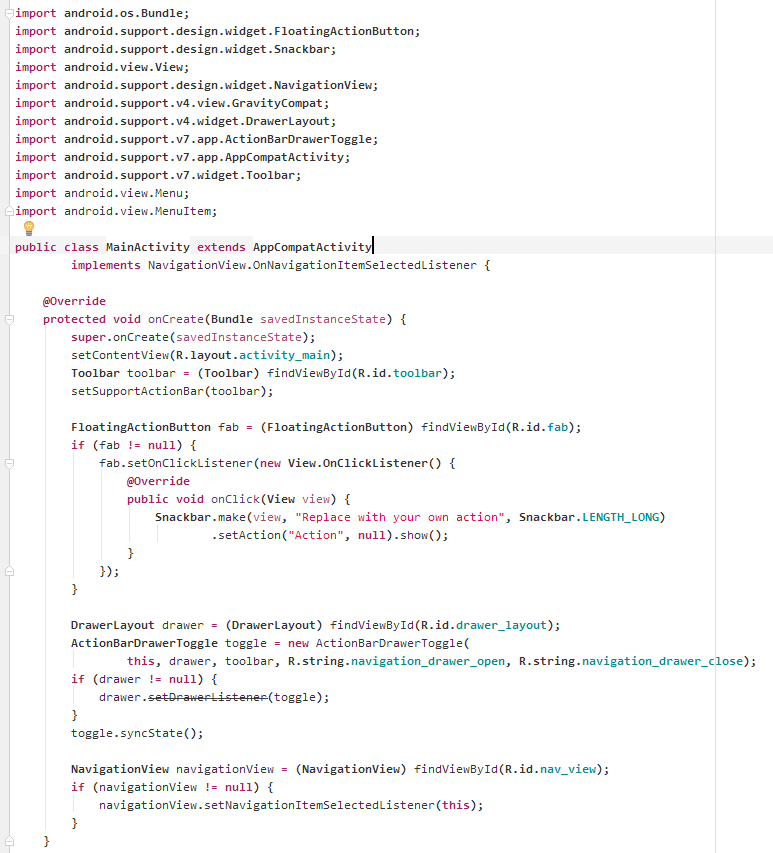 import android.os.Bundle;
import android.support.design.widget.FloatingActionButton;
import android.support.design.widget.Snackbar;
import android.view.View;
import android.support.design.widget.NavigationView;
import android.support.v4.view.GravityCompat;
import android.support.v4.widget.DrawerLayout;
import android.support.v7.app.ActionBarDrawerToggle;
import android.support.v7.app.AppCompatActivity;
import android.support.v7.widget.Toolbar;
import android.view.Menu;
import android.view.MenuItem;
public class MainActivity extends AppCompatActivity
        implements NavigationView.OnNavigationItemSelectedListener {
    @Override
    protected void onCreate(Bundle savedInstanceState) {
        super.onCreate(savedInstanceState);
        setContentView(R.layout.activity_main);
        Toolbar toolbar = (Toolbar) findViewById(R.id.toolbar);
        setSupportActionBar(toolbar);
        FloatingActionButton fab = (FloatingActionButton) findViewById(R.id.fab);
        if (fab != null) {
            fab.setOnClickListener(new View.OnClickListener() {
                @Override
                public void onClick(View view) {
                    Snackbar.make(view, "Replace with your own action", Snackbar.LENGTH_LONG)
                            .setAction("Action", null).show();
                }
            });
        }
        DrawerLayout drawer = (DrawerLayout) findViewById(R.id.drawer_layout);
        ActionBarDrawerToggle toggle = new ActionBarDrawerToggle(
                this, drawer, toolbar, R.string.navigation_drawer_open, R.string.navigation_drawer_close);
        if (drawer != null) {
            drawer.setDrawerListener(toggle);
        }
        toggle.syncState();
        NavigationView navigationView = (NavigationView) findViewById(R.id.nav_view);
        if (navigationView != null) {
            navigationView.setNavigationItemSelectedListener(this);
        }
    }